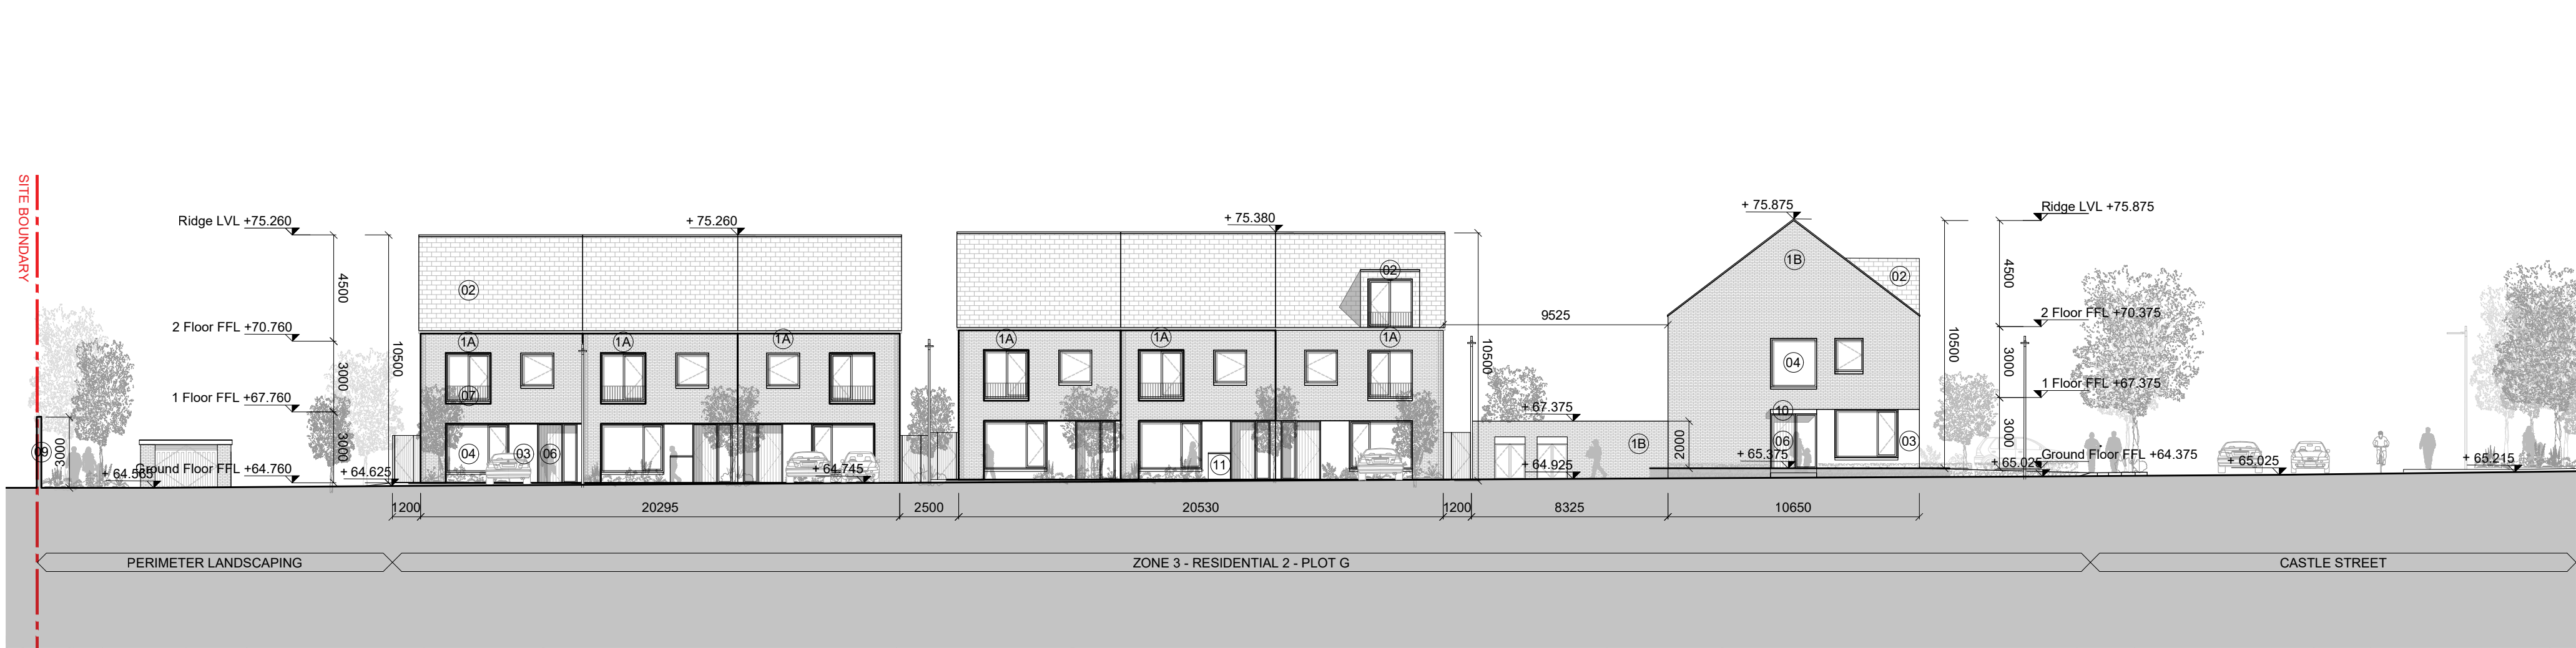 SITE BOUNDARY
Ridge LVL +75.260
2 Floor FFL +70.760
1 Floor FFL +67.760
Ground Floor FFL +64.760
4500
3000
3000
10500
09
3000
+ 64.565
+ 64.625
+ 75.260
02
1A
1A
1A
07
04
03
06
+ 64.745
+ 75.380
02
1A
1A
1A
11
10500
9525
+ 67.375
1B
2000
+ 64.925
+ 75.875
1B
02
04
10
06
03
+ 65.375
10500
4500
3000
3000
Ridge LVL +75.875
2 Floor FFL +70.375
1 Floor FFL +67.375
Ground Floor FFL +64.375
+ 65.025
+ 65.025
+ 65.215
1200
20295
2500
20530
1200
8325
10650
PERIMETER LANDSCAPING
ZONE 3 - RESIDENTIAL 2 - PLOT G
CASTLE STREET